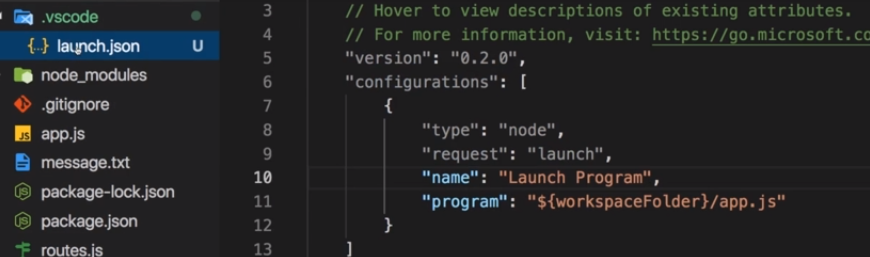 .vscode
{..} launch.json U
node_modules
.gitignore
JS app.js
message.txt
package-lock.json
package.json
routes.js
3 // Hover to view descriptions of existing attributes.
4 // For more information, visit: https://go.microsoft.co
5 "version": "0.2.0",
6 "configurations": [
7 {
8 "type": "node",
9 "request": "launch",
10 "name": "Launch Program",
11 "program": "${workspaceFolder}/app.js"
12 }
13 ]